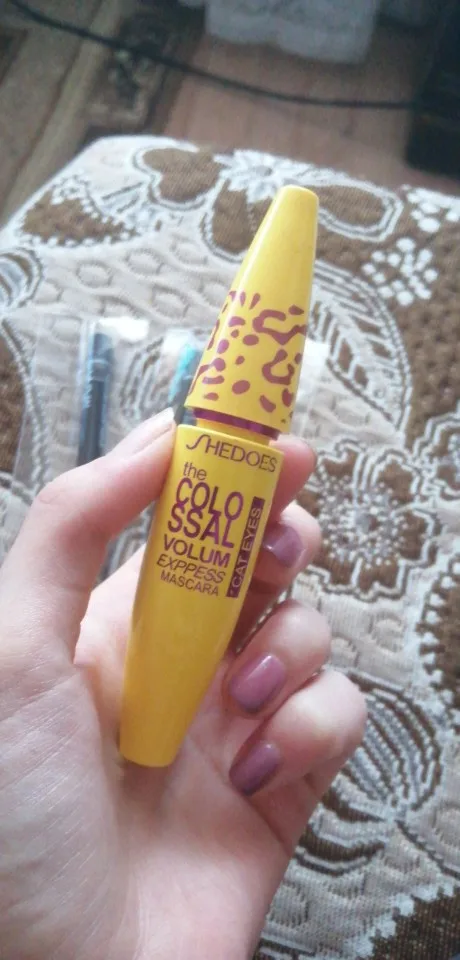 SHEDOES
the
COLO
SSAL
VOLUM
EXPPESS
MASCARA
CAT EYES